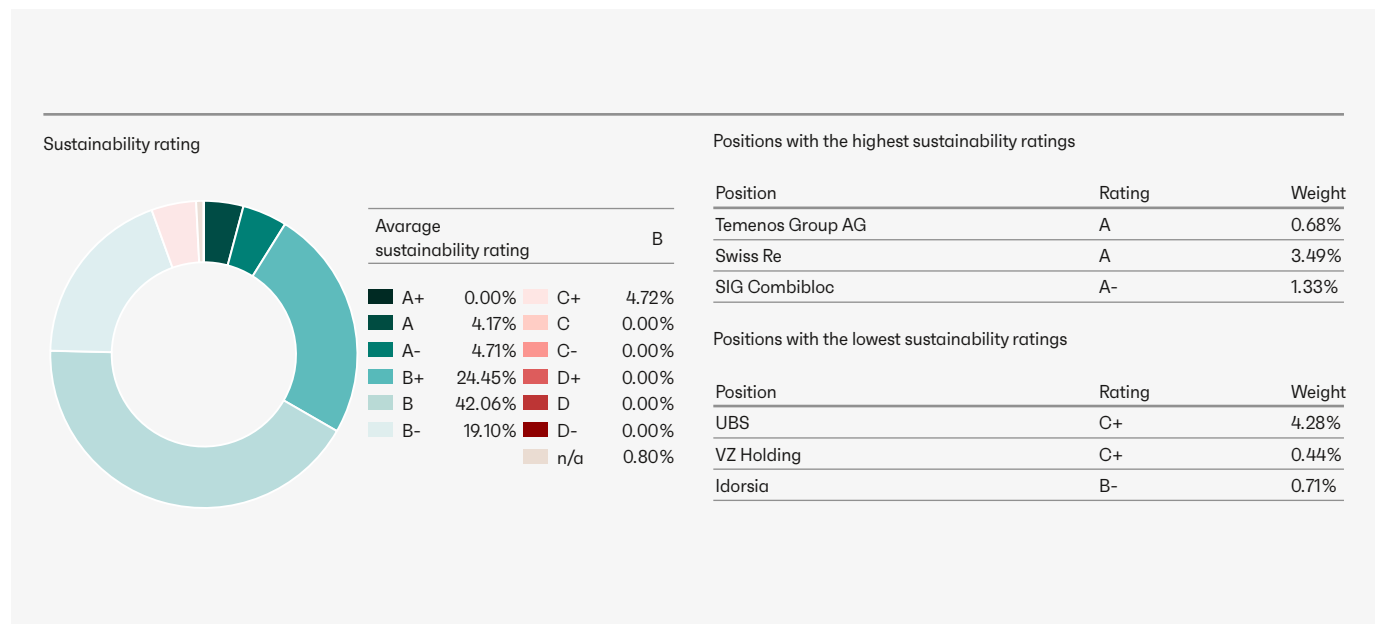 Sustainability rating
Avarage
sustainability rating B
A+ 0.00% C+ 4.72%
A 4.17% C 0.00%
A- 4.71% C- 0.00%
B+ 24.45% D+ 0.00%
B 42.06% D 0.00%
B- 19.10% D- 0.00%
n/a 0.80%
Positions with the highest sustainability ratings
Position Rating Weight
Temenos Group AG A 0.68%
Swiss Re A 3.49%
SIG Combibloc A- 1.33%
Positions with the lowest sustainability ratings
Position Rating Weight
UBS C+ 4.28%
VZ Holding C+ 0.44%
Idorsia B- 0.71%